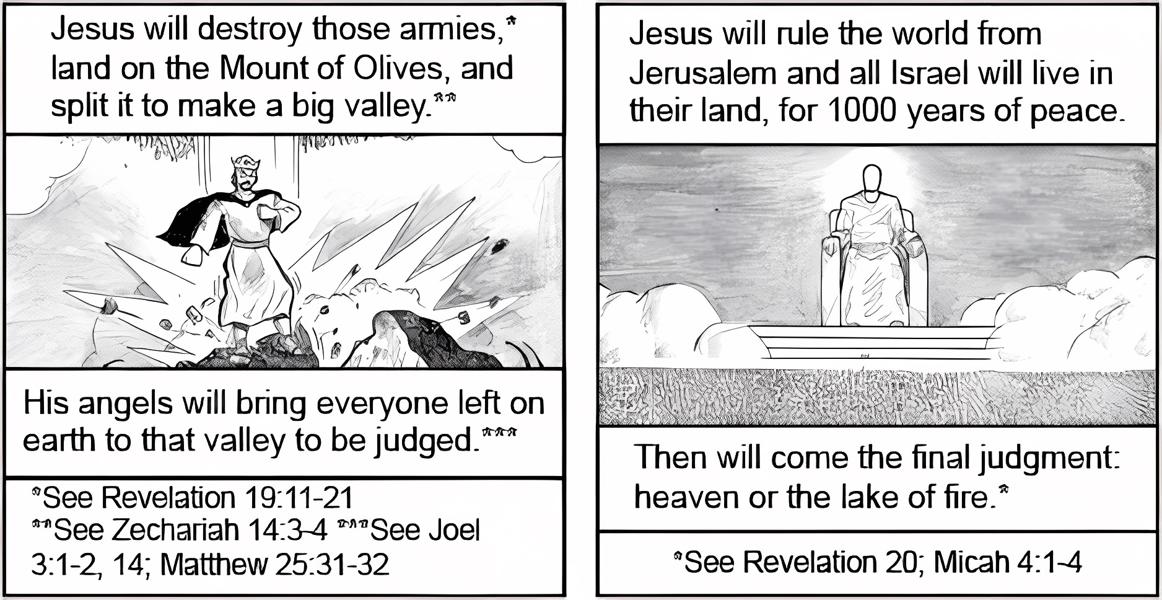 Jesus will destroy those armies,*
land on the Mount of Olives, and
split it to make a big valley.**
His angels will bring everyone left on
earth to that valley to be judged.***
*See Revelation 19:11-21
**See Zechariah 14:3-4 ***See Joel
3:1-2, 14; Matthew 25:31-32
Jesus will rule the world from
Jerusalem and all Israel will live in
their land, for 1000 years of peace.
Then will come the final judgment:
heaven or the lake of fire.*
*See Revelation 20; Micah 4:1-4